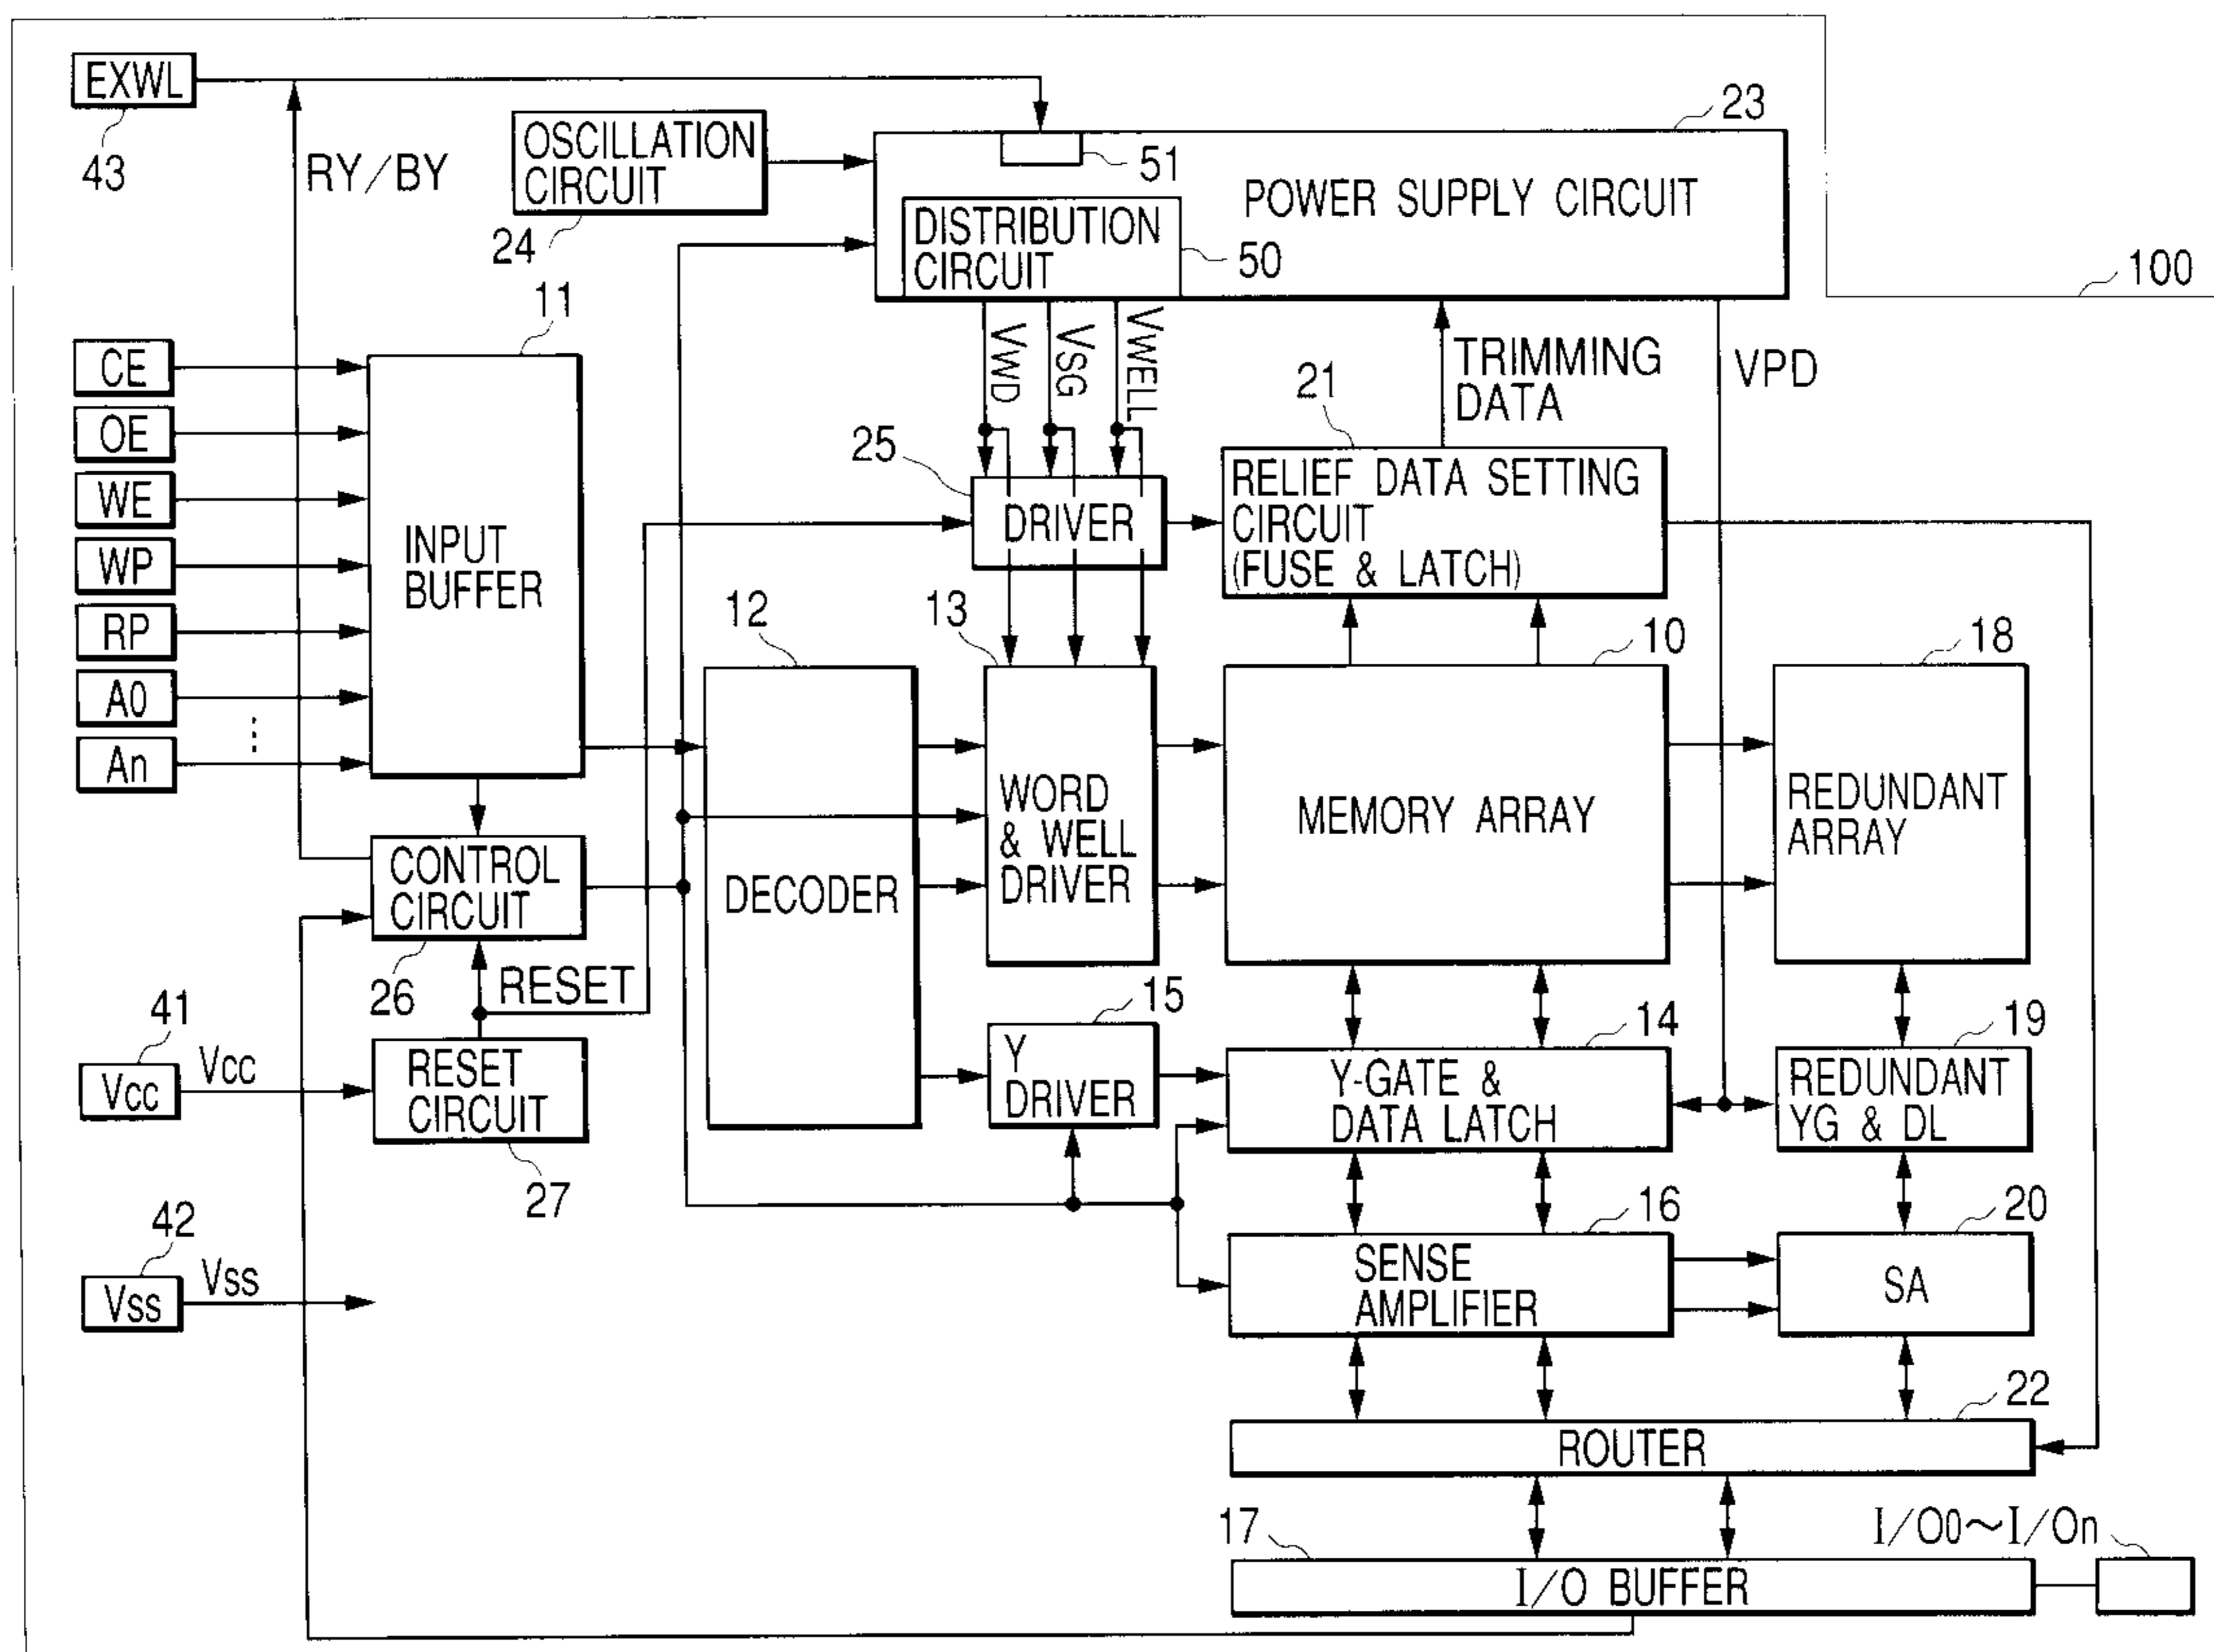 EXWL
43
RY/BY
OSCILLATION
CIRCUIT
24
23
51
POWER SUPPLY CIRCUIT
DISTRIBUTION
CIRCUIT
50
100
11
CE
OE
WE
WP
RP
A0
An
INPUT
BUFFER
VWD
VSG
VWELL
TRIMMING
DATA
VPD
21
25
DRIVER
RELIEF DATA SETTING
CIRCUIT
(FUSE & LATCH)
12
13
10
18
DECODER
WORD
& WELL
DRIVER
MEMORY ARRAY
REDUNDANT
ARRAY
CONTROL
CIRCUIT
26
RESET
41
Vcc
Vcc
RESET
CIRCUIT
27
15
Y
DRIVER
14
Y-GATE &
DATA LATCH
19
REDUNDANT
YG & DL
42
Vss
Vss
16
SENSE
AMPLIFIER
20
SA
22
ROUTER
17
I/O BUFFER
I/O0~I/On